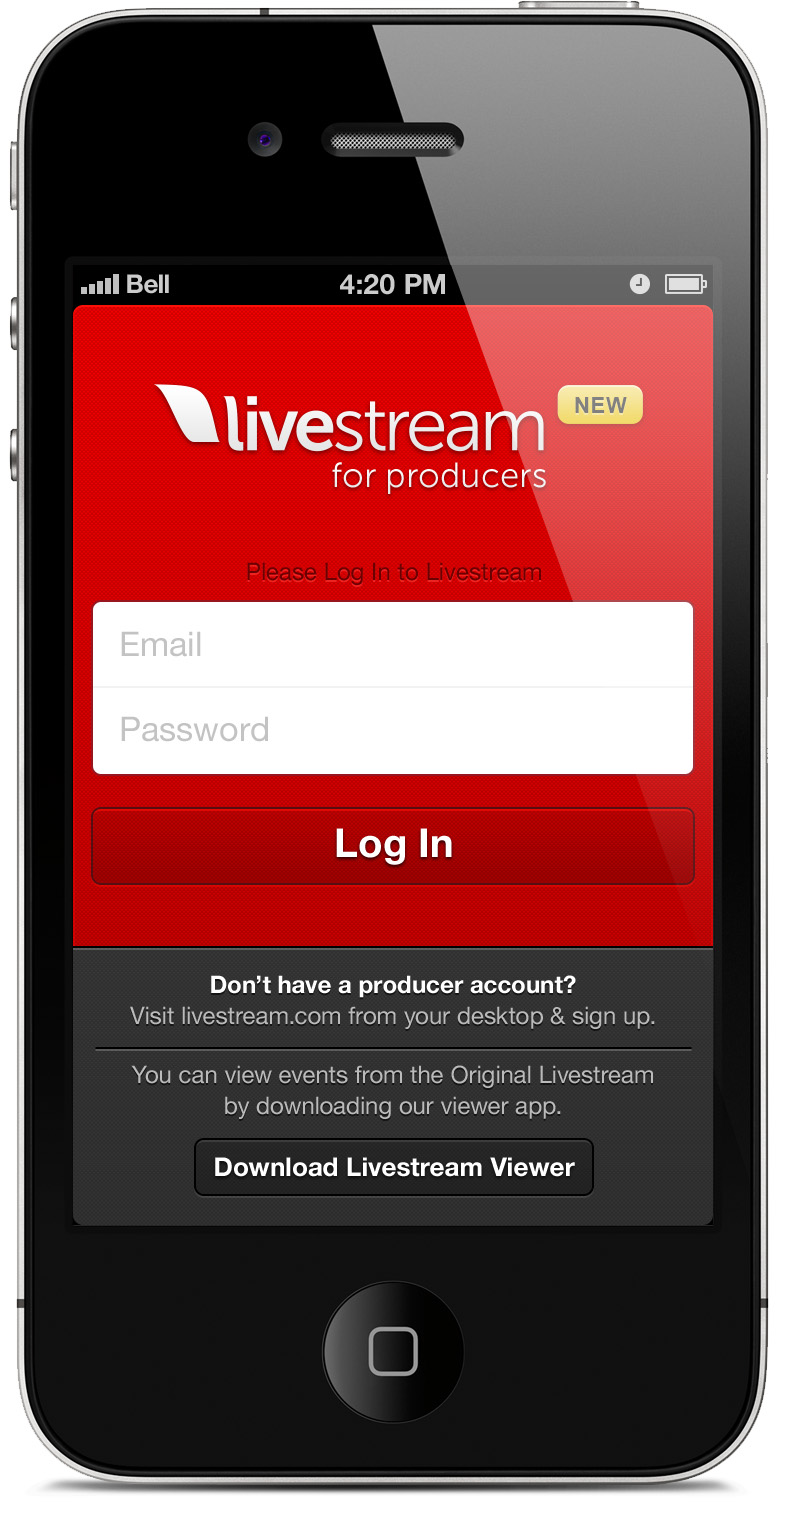 Bell 4:20 PM
livestream NEW
for producers
Please Log In to Livestream
Email
Password
Log In
Don’t have a producer account?
Visit livestream.com from your desktop & sign up.
You can view events from the Original Livestream
by downloading our viewer app.
Download Livestream Viewer